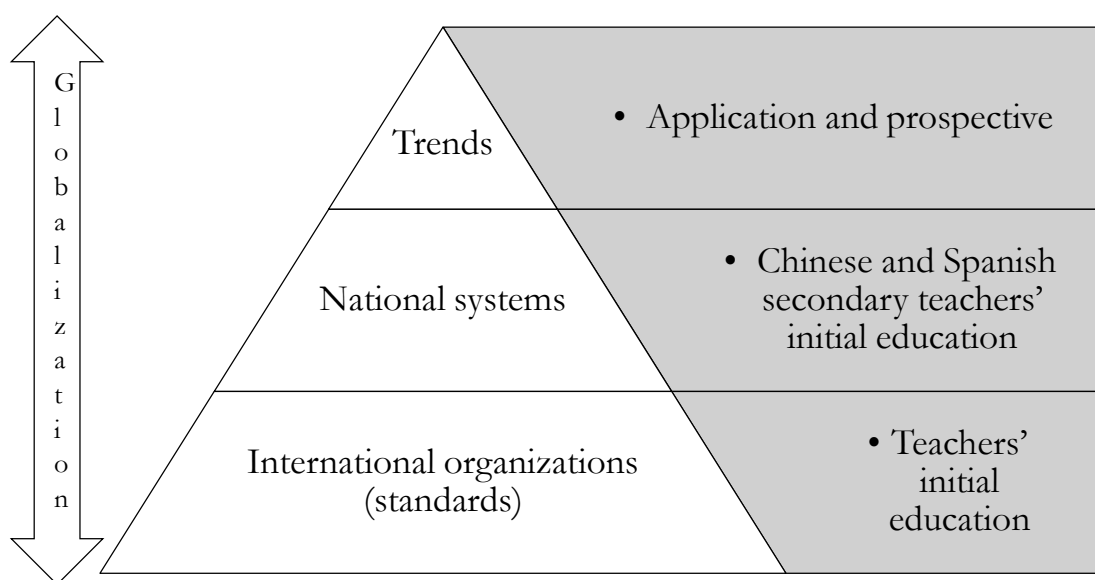 Globalization
Trends
• Application and prospective
National systems
• Chinese and Spanish
secondary teachers’
initial education
International organizations
(standards)
• Teachers’
initial
education